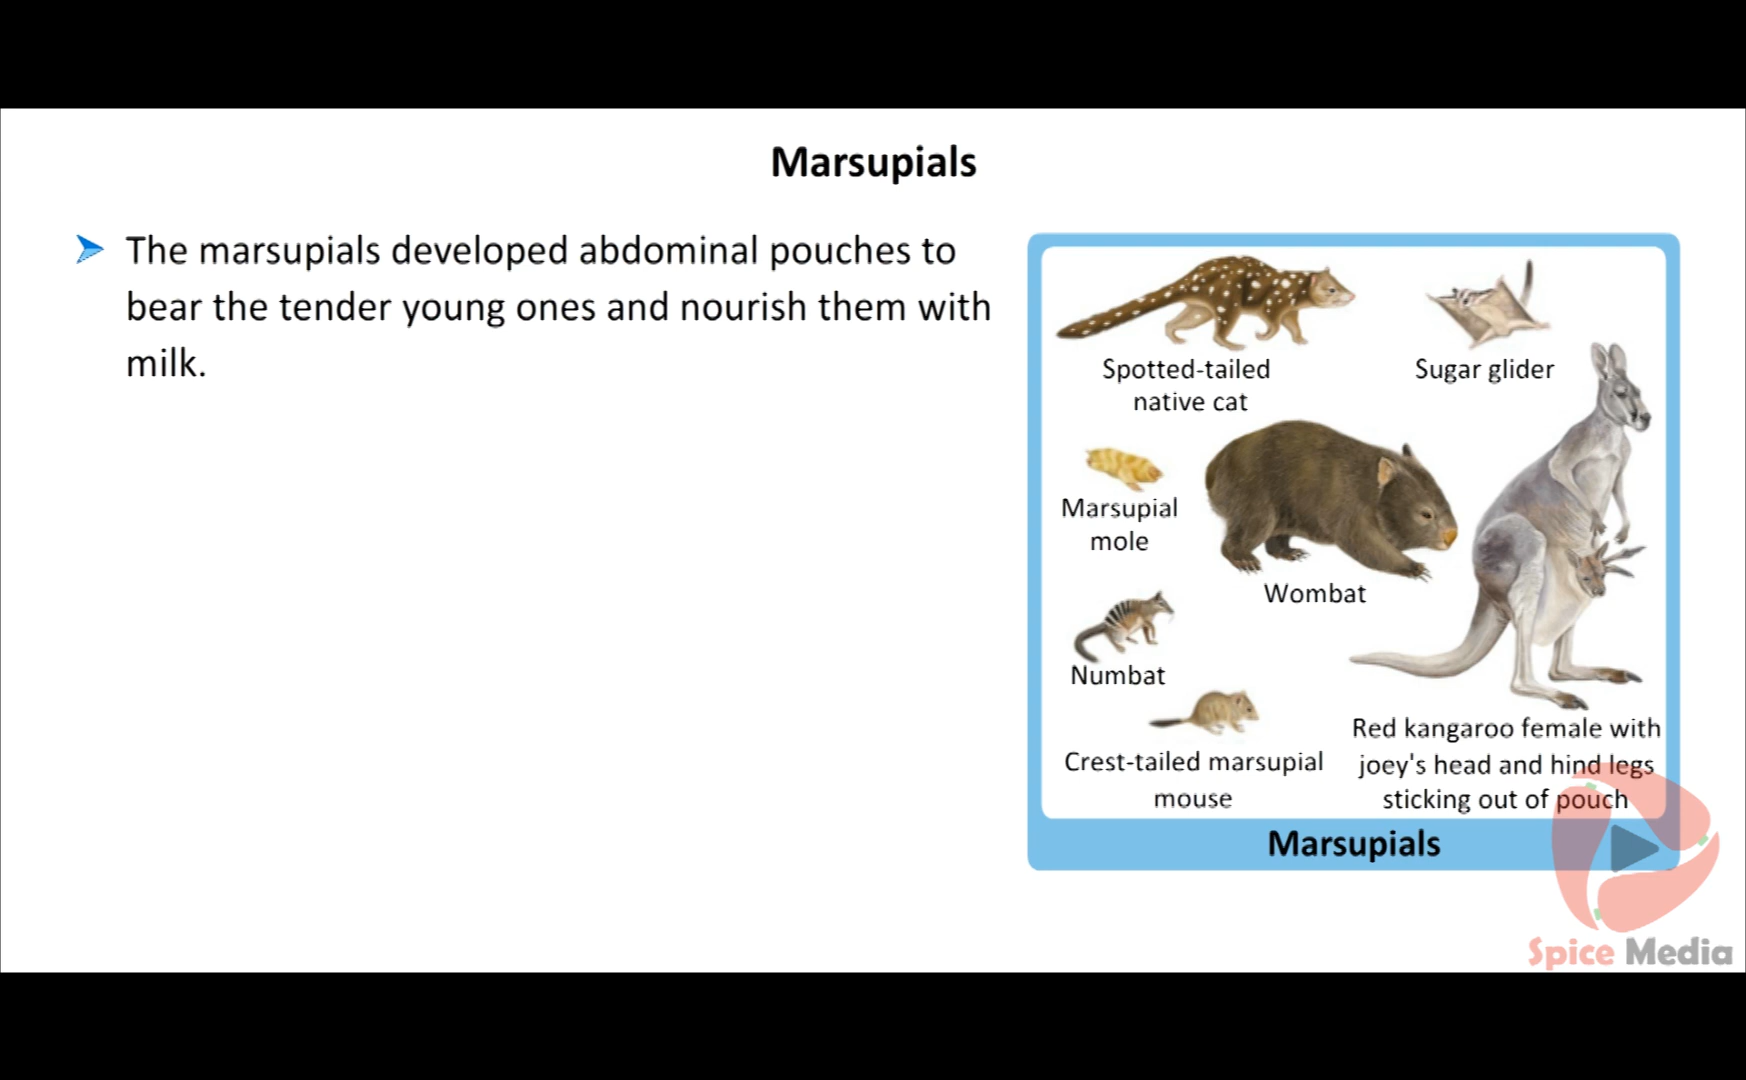 Marsupials
The marsupials developed abdominal pouches to
bear the tender young ones and nourish them with
milk.
Spotted-tailed
native cat
Sugar glider
Marsupial
mole
Wombat
Numbat
Crest-tailed marsupial
mouse
Red kangaroo female with
joey's head and hind legs
sticking out of pouch
Marsupials
Spice Media